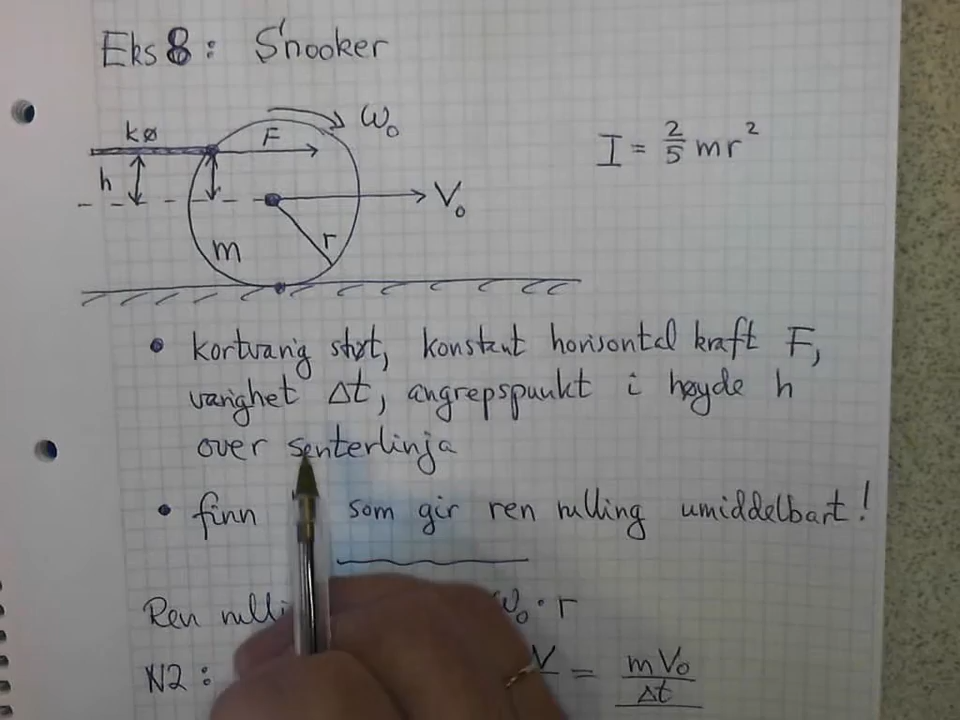 Eks 8: Snooker
ω₀
kø
F
I = 2/5 mr²
h
V₀
m
r
• kortvarig støt, konstant horisontal kraft F,
varighet Δt, angrepspunkt i høyde h
over senterlinja
• finn som gir ren rulling umiddelbart!
Ren ω₀ · r
N2: V = mV₀/Δt